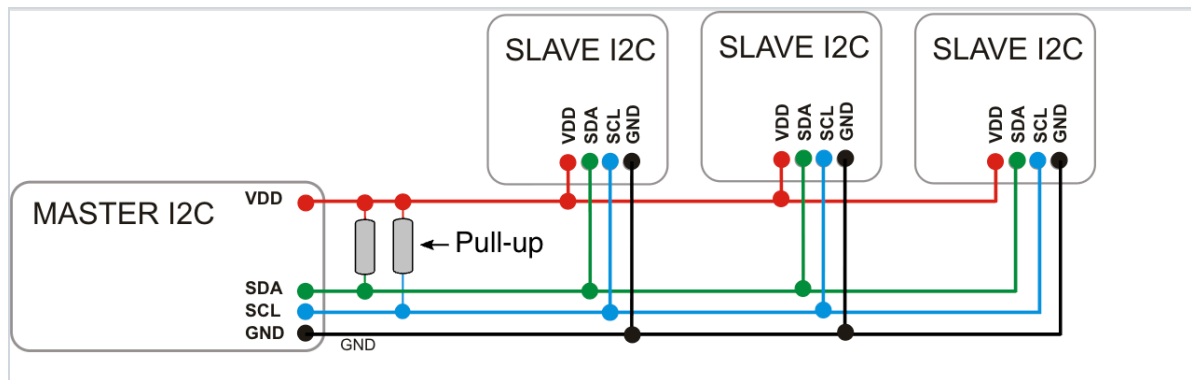 SLAVE I2C
VDD
SDA
SCL
GND
SLAVE I2C
VDD
SDA
SCL
GND
SLAVE I2C
VDD
SDA
SCL
GND
MASTER I2C
VDD
SDA
SCL
GND
Pull-up
GND